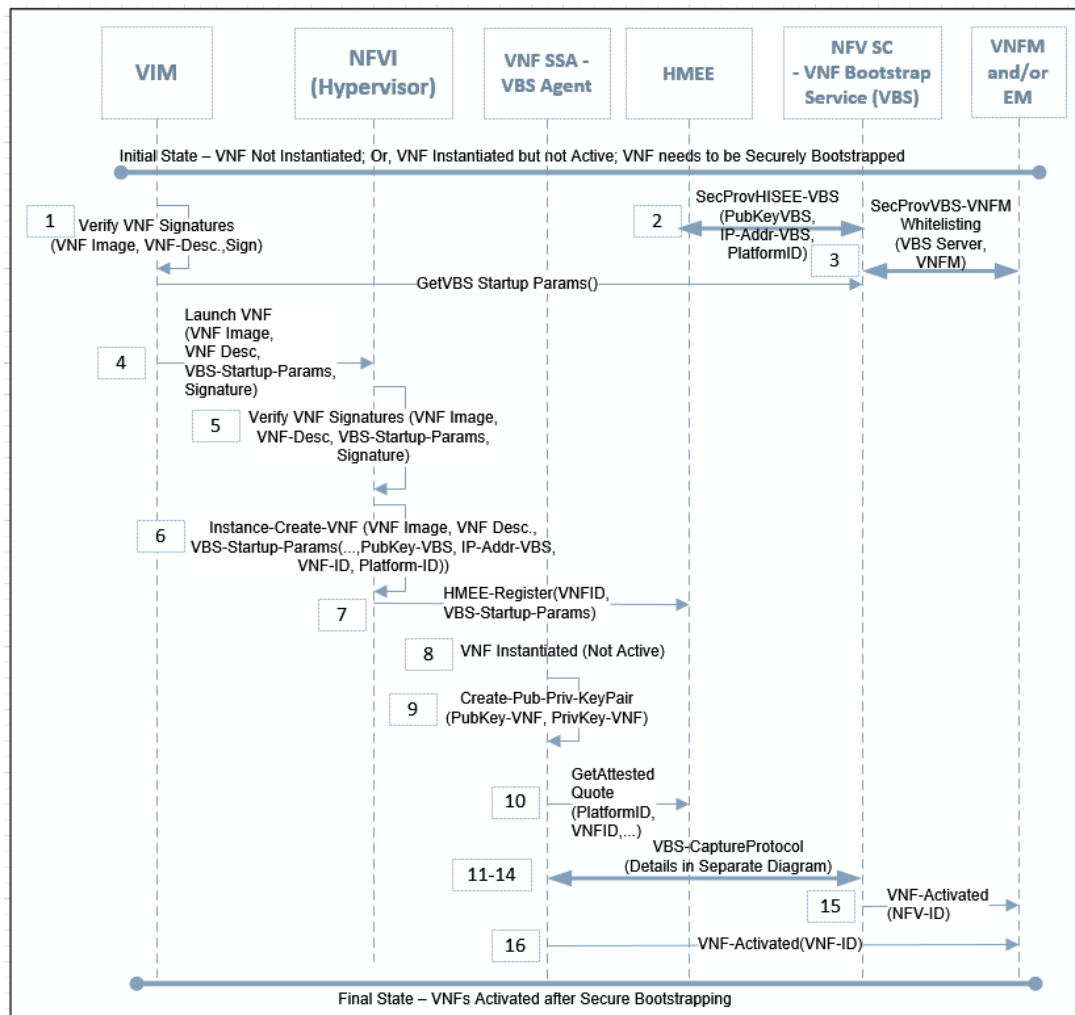 VIM
NFVI
(Hypervisor)
VNF SSA -
VBS Agent
HMEE
NFV SC
- VNF Bootstrap
Service (VBS)
VNFM
and/or
EM
Initial State – VNF Not Instantiated; Or, VNF Instantiated but not Active; VNF needs to be Securely Bootstrapped
1
Verify VNF Signatures
(VNF Image, VNF-Desc.,Sign)
2
SecProvHISEE-VBS
(PubKeyVBS,
IP-Addr-VBS,
PlatformID)
3
SecProvVBS-VNFM
Whitelisting
(VBS Server,
VNFM)
GetVBS Startup Params()
4
Launch VNF
(VNF Image,
VNF Desc,
VBS-Startup-Params,
Signature)
5
Verify VNF Signatures (VNF Image,
VNF-Desc, VBS-Startup-Params,
Signature)
6
Instance-Create-VNF (VNF Image, VNF Desc.,
VBS-Startup-Params(...,PubKey-VBS, IP-Addr-VBS,
VNF-ID, Platform-ID))
7
HMEE-Register(VNFID,
VBS-Startup-Params)
8
VNF Instantiated (Not Active)
9
Create-Pub-Priv-KeyPair
(PubKey-VNF, PrivKey-VNF)
10
GetAttested
Quote
(PlatformID,
VNFID,...)
11-14
VBS-CaptureProtocol
(Details in Separate Diagram)
15
VNF-Activated
(NFV-ID)
16
VNF-Activated(VNF-ID)
Final State – VNFs Activated after Secure Bootstrapping